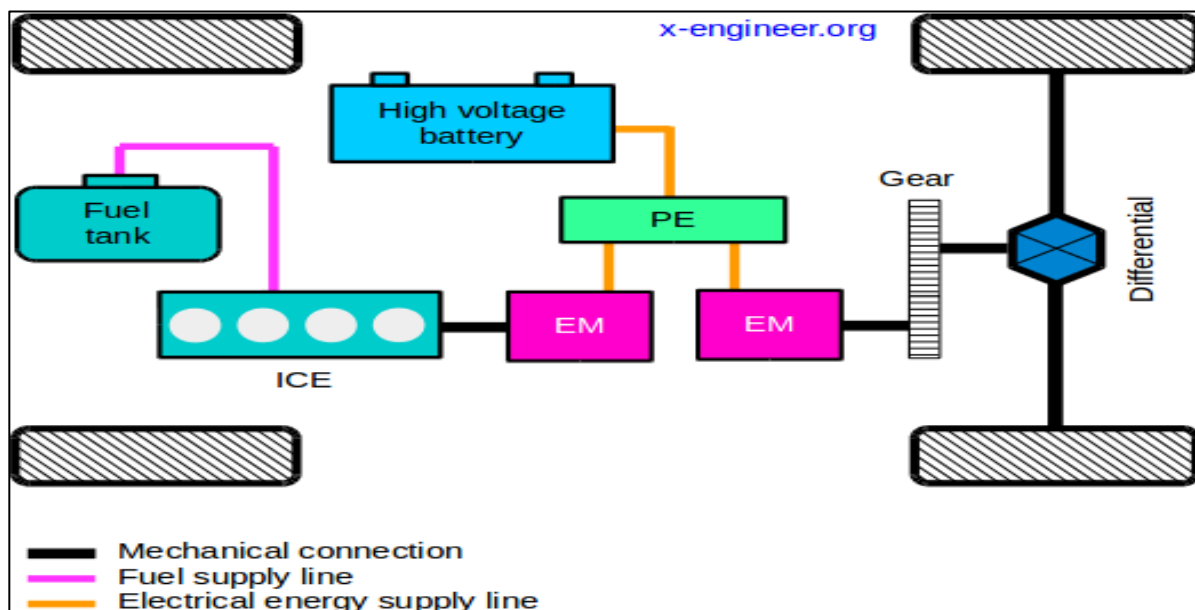 x-engineer.org
High voltage
battery
Fuel
tank
PE
Gear
Differential
EM
EM
ICE
Mechanical connection
Fuel supply line
Electrical energy supply line